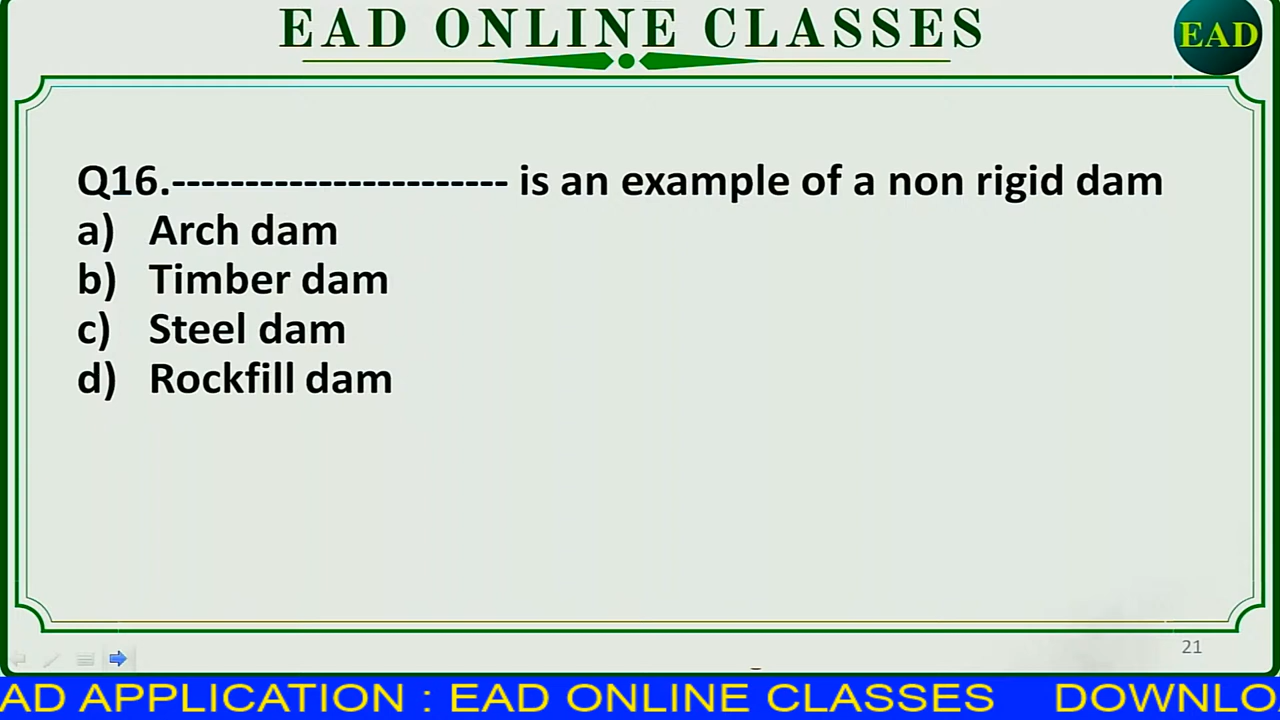 EAD ONLINE CLASSES
EAD
Q16.----------------------- is an example of a non rigid dam
a) Arch dam
b) Timber dam
c) Steel dam
d) Rockfill dam
21
AD APPLICATION : EAD ONLINE CLASSES DOWNLO